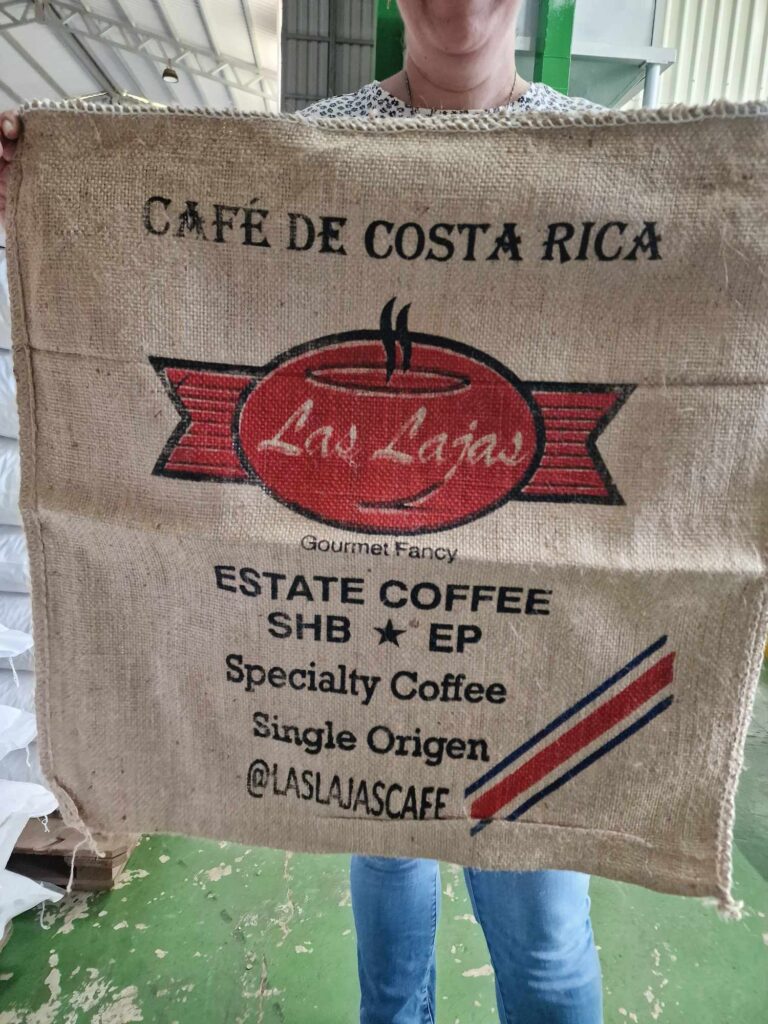 CAFÉ DE COSTA RICA
Las Lajas
Gourmet Fancy
ESTATE COFFEE
SHB ★ EP
Specialty Coffee
Single Origen
@LASLAJASCAFE